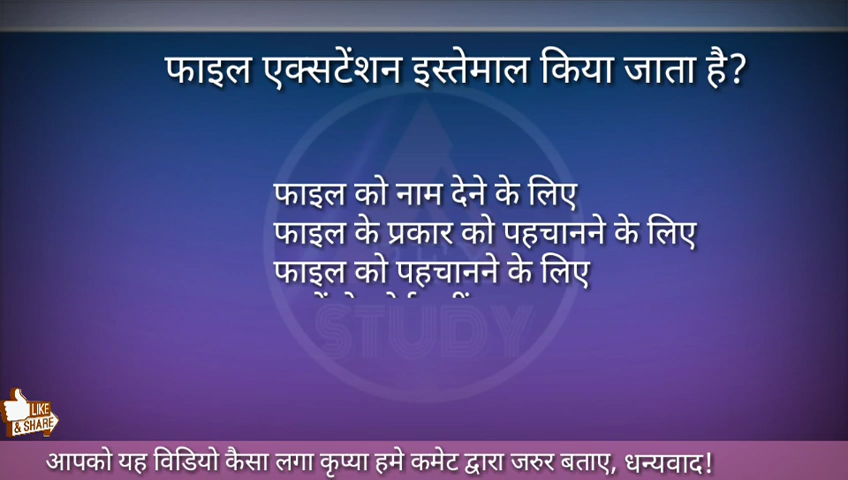 फाइल एक्सटेंशन इस्तेमाल किया जाता है?
फाइल को नाम देने के लिए
फाइल के प्रकार को पहचानने के लिए
फाइल को पहचानने के लिए
STUDY
LIKE
& SHARE
आपको यह विडियो कैसा लगा कृप्या हमे कमेट द्वारा जरुर बताए, धन्यवाद!